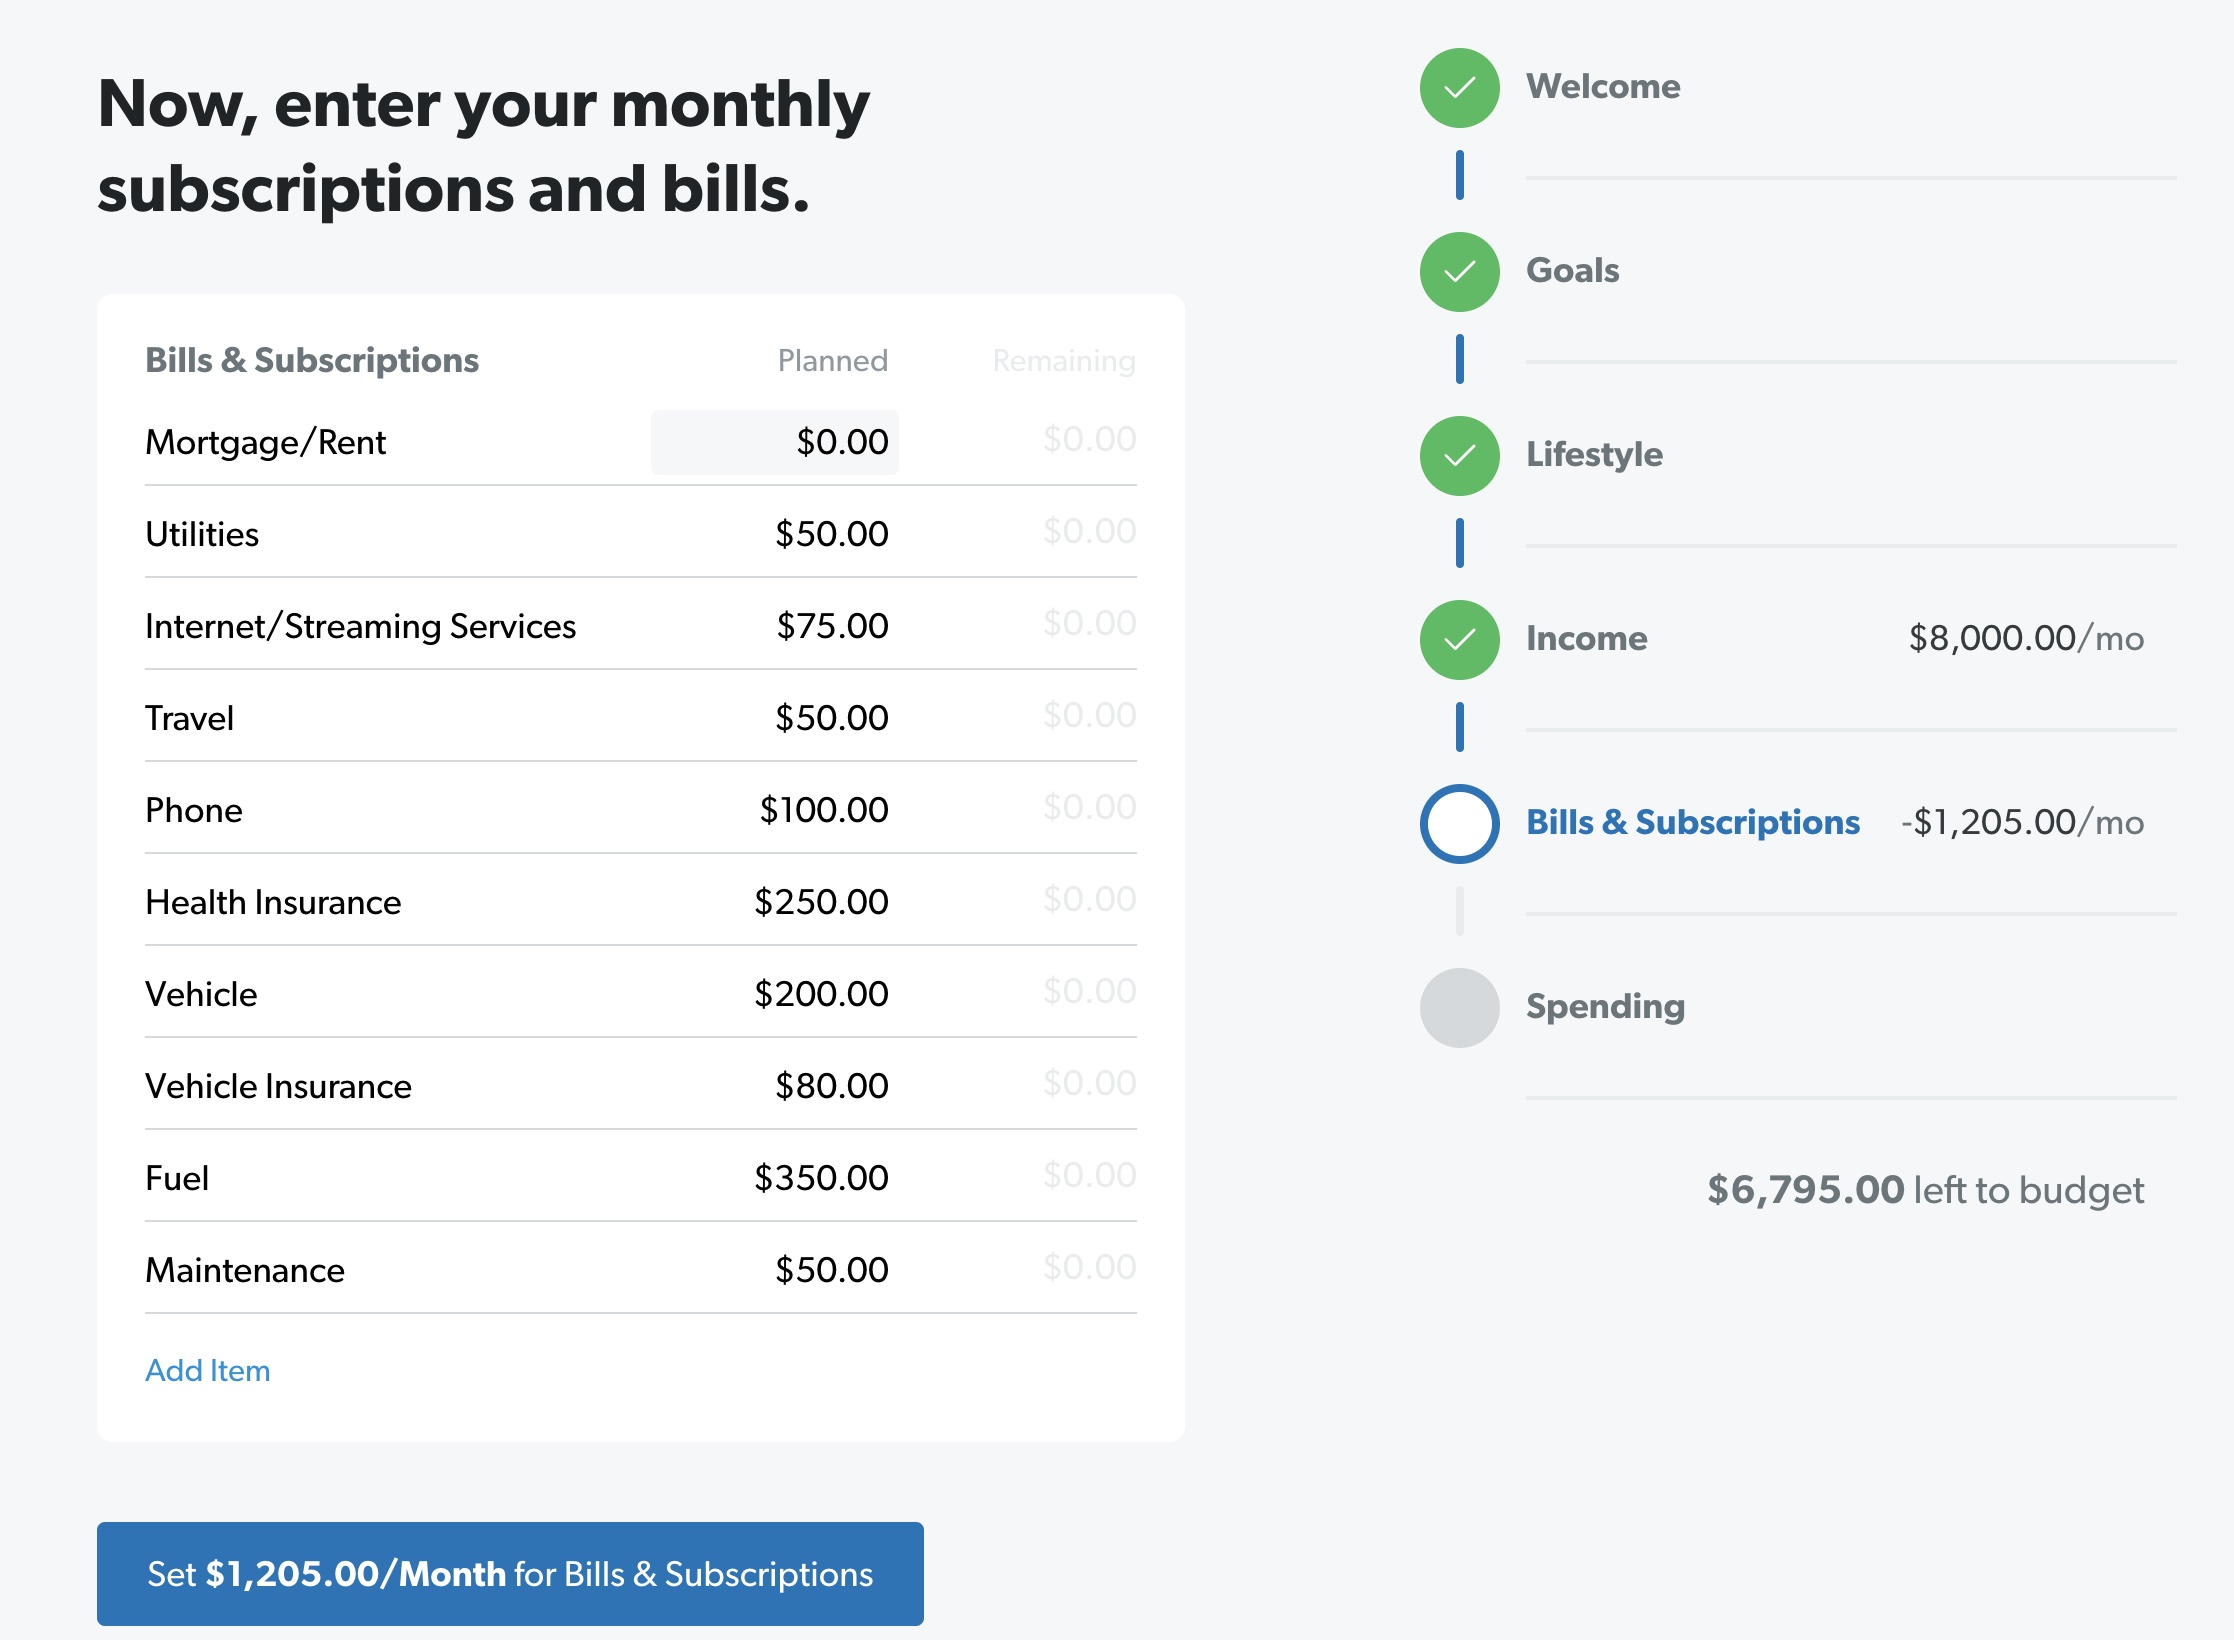 Now, enter your monthly
subscriptions and bills.
Bills & Subscriptions Planned Remaining
Mortgage/Rent $0.00 $0.00
Utilities $50.00 $0.00
Internet/Streaming Services $75.00 $0.00
Travel $50.00 $0.00
Phone $100.00 $0.00
Health Insurance $250.00 $0.00
Vehicle $200.00 $0.00
Vehicle Insurance $80.00 $0.00
Fuel $350.00 $0.00
Maintenance $50.00 $0.00
Add Item
Set $1,205.00/Month for Bills & Subscriptions
Welcome
Goals
Lifestyle
Income $8,000.00/mo
Bills & Subscriptions -$1,205.00/mo
Spending
$6,795.00 left to budget